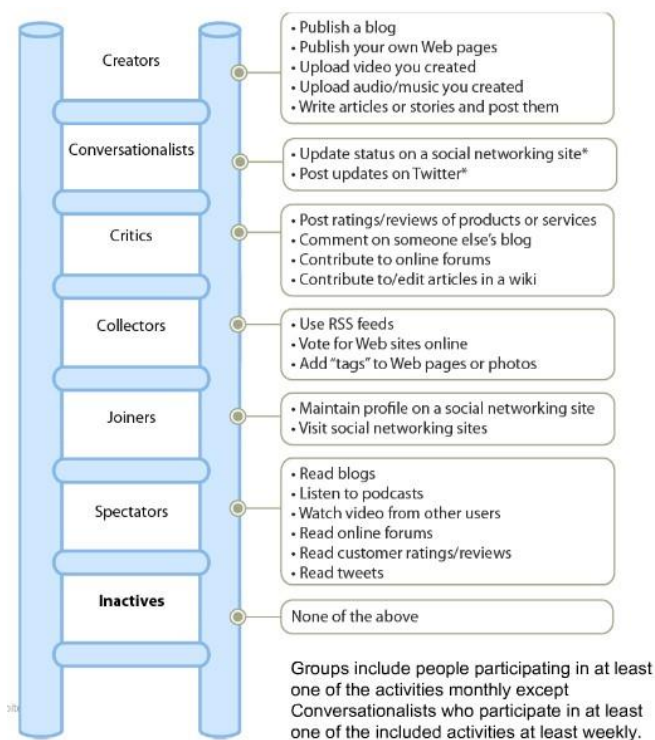 Creators
• Publish a blog
• Publish your own Web pages
• Upload video you created
• Upload audio/music you created
• Write articles or stories and post them
Conversationalists
• Update status on a social networking site*
• Post updates on Twitter*
Critics
• Post ratings/reviews of products or services
• Comment on someone else's blog
• Contribute to online forums
• Contribute to/edit articles in a wiki
Collectors
• Use RSS feeds
• Vote for Web sites online
• Add “tags” to Web pages or photos
Joiners
• Maintain profile on a social networking site
• Visit social networking sites
Spectators
• Read blogs
• Listen to podcasts
• Watch video from other users
• Read online forums
• Read customer ratings/reviews
• Read tweets
Inactives
None of the above
Groups include people participating in at least
one of the activities monthly except
Conversationalists who participate in at least
one of the included activities at least weekly.